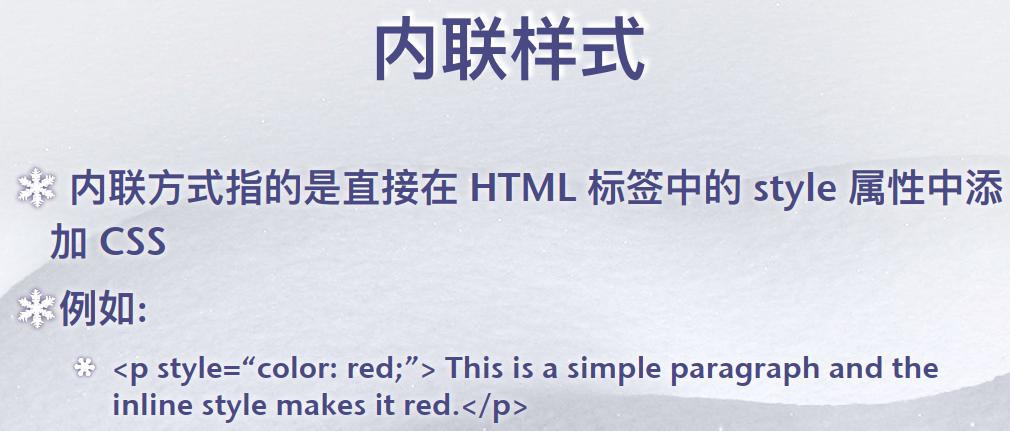 内联样式
内联方式指的是直接在 HTML 标签中的 style 属性中添
加 CSS
例如:
<p style=“color: red;”> This is a simple paragraph and the
inline style makes it red.</p>